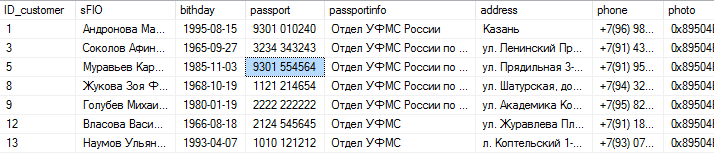 ID_customer sFIO bithday passport passportinfo address phone photo
1 Андронова Ма... 1995-08-15 9301 010240 Отдел УФМС России Казань +7(96) 98... 0x89504
3 Соколов Афин... 1965-09-27 3234 343243 Отдел УФМС России по ... ул. Ленинский Пр... +7(91) 43... 0x89504
5 Муравьев Кар... 1985-11-03 9301 554564 Отдел УФМС России по ... ул. Прядильная 3-... +7(91) 95... 0x89504
8 Жукова Зоя Ф... 1968-10-19 1121 214654 Отдел УФМС России по ... ул. Шатурская, до... +7(94) 32... 0x89504
9 Голубев Михаи... 1980-01-19 2222 222222 Отдел УФМС России по ... ул. Академика Ко... +7(95) 82... 0x89504
12 Власова Васи... 1966-08-18 2124 545645 Отдел УФМС ул. Журавлева Пл... +7(91) 18... 0x89504
13 Наумов Ульян... 1993-04-07 1010 121212 Отдел УФМС л. Коптельский 1-... +7(93) 07... 0x89504